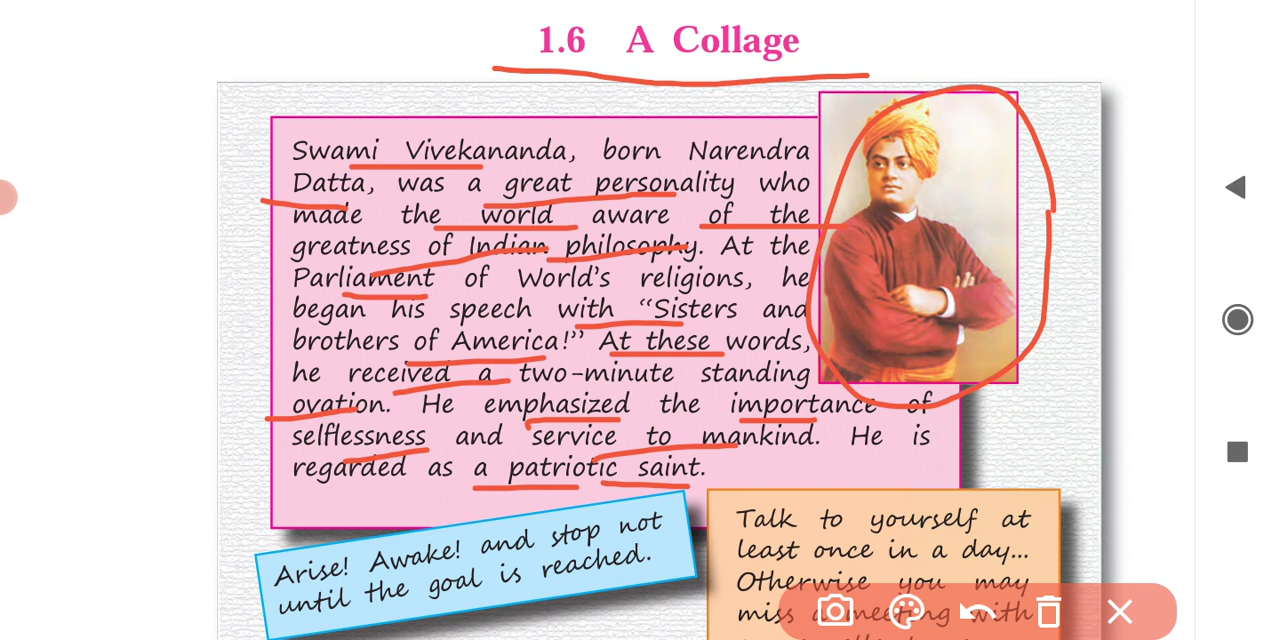 1.6 A Collage
Swami Vivekananda, born Narendra
Datta, was a great personality who
made the world aware of the
greatness of Indian philosophy. At the
Parliament of World's religions, he
began his speech with "Sisters and
brothers of America!" At these words,
he received a two-minute standing
ovation. He emphasized the importance of
selflessness and service to mankind. He is
regarded as a patriotic saint.
Arise! Awake! and stop not
until the goal is reached.
Talk to yourself at
least once in a day...
Otherwise you may
miss a meeting with